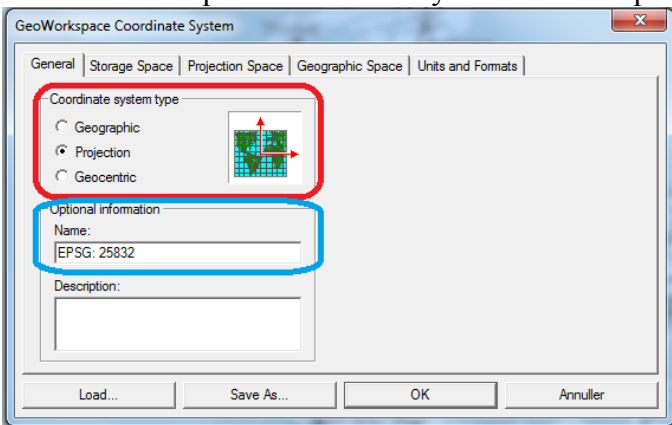 GeoWorkspace Coordinate System
General Storage Space Projection Space Geographic Space Units and Formats
Coordinate system type
Geographic
Projection
Geocentric
Optional information
Name:
EPSG: 25832
Description:
Load... Save As... OK Annuller